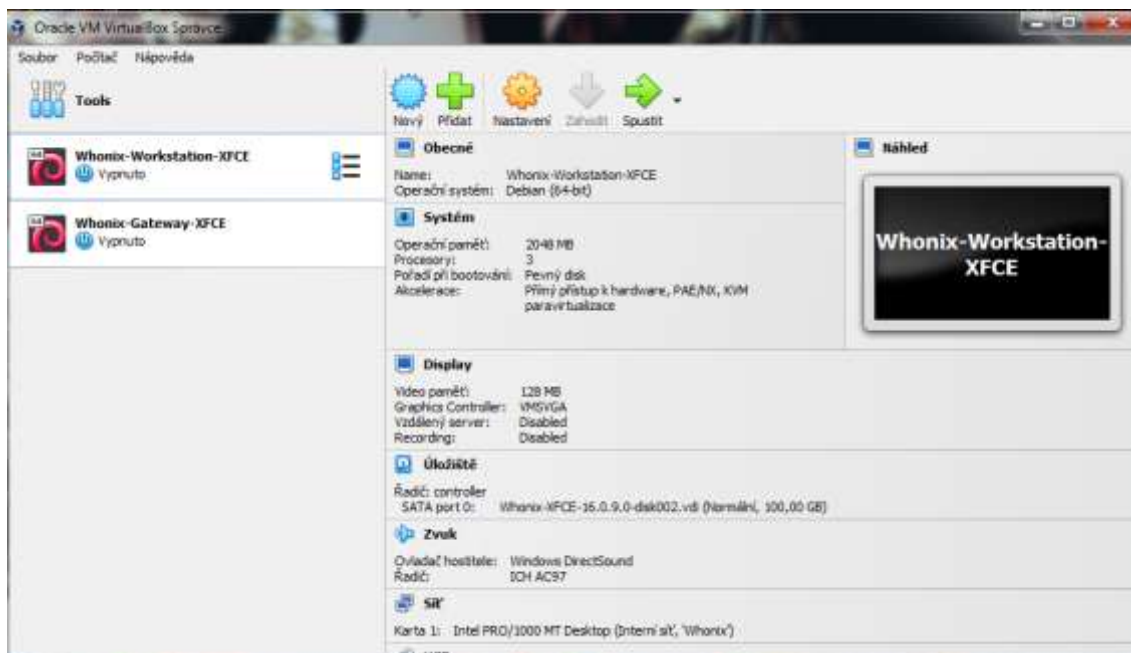 Oracle VM VirtualBox Správce
Soubor Počítač Nápověda
Tools
Nový Přidat Nastavení Zahodit Spustit
Whonix-Workstation-XFCE
Vypnuto
Whonix-Gateway-XFCE
Vypnuto
Obecné
Name: Whonix-Workstation-XFCE
Operační systém: Debian (64-bit)
Systém
Operační paměť: 2048 MB
Procesory: 3
Pořadí při bootování: Pevný disk
Akcelerace: Přímý přístup k hardware, PAE/NX, KVM
paravirtualizace
Náhled
Whonix-Workstation-
XFCE
Display
Video paměť: 128 MB
Graphics Controller: VMSVGA
Vzdálený server: Disabled
Recording: Disabled
Úložiště
Řadič: controller
SATA port 0: Whonix-XFCE-16.0.9.0-disk002.vdi (Normální, 100,00 GB)
Zvuk
Ovladač hostitele: Windows DirectSound
Řadič: ICH AC97
Síť
Karta 1: Intel PRO/1000 MT Desktop (Interní síť, 'Whonix')